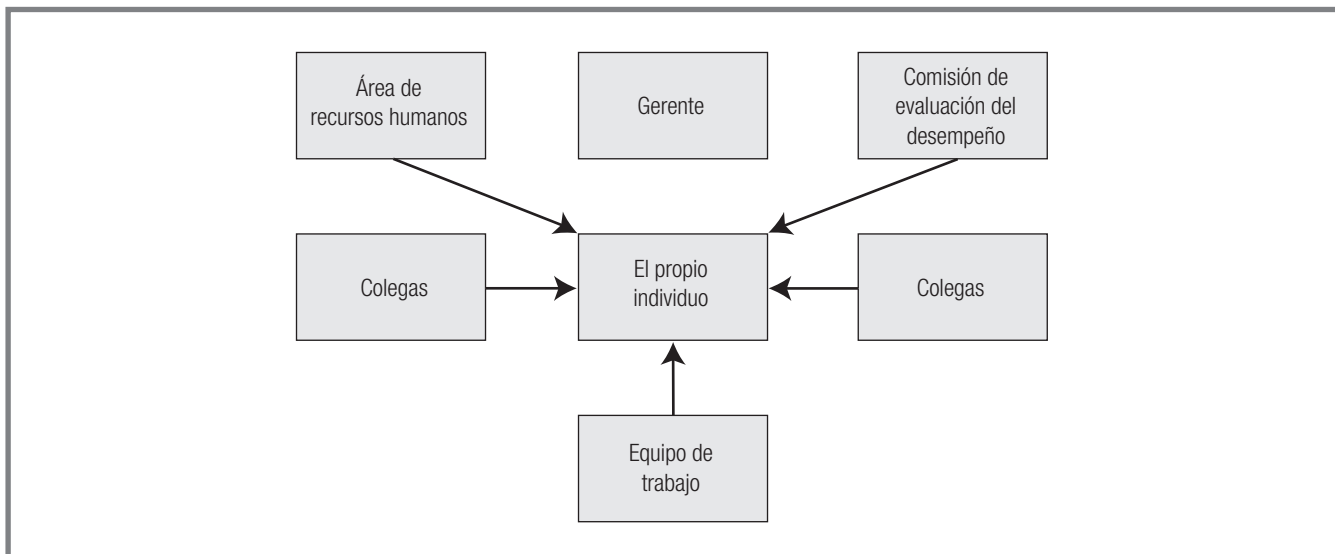 Área de
recursos humanos
Gerente
Comisión de
evaluación del
desempeño
Colegas
El propio
individuo
Colegas
Equipo de
trabajo